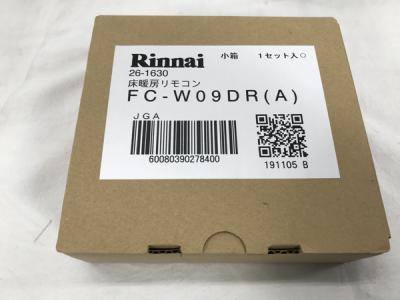 Rinnai 小箱 1セット入○
26-1630
床暖房リモコン
FC-W09DR(A)
JGA
60080390278400
191105 B